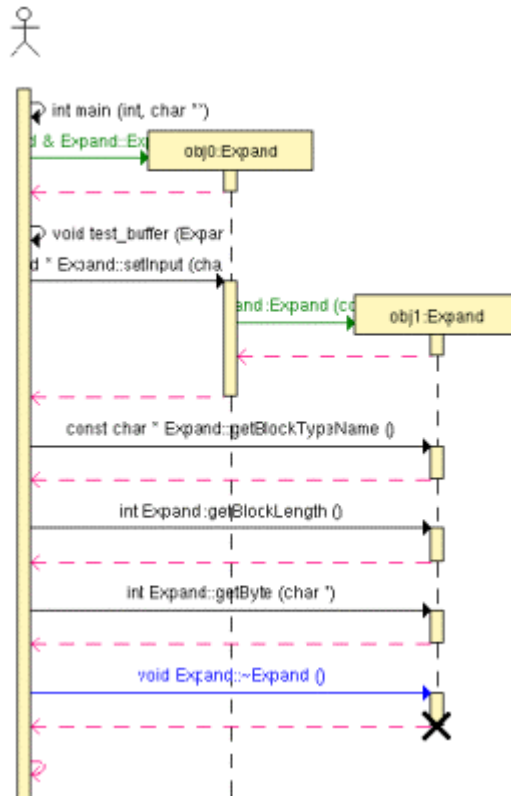 int main (int, char **)
d & Expand::Exp
obj0:Expand
void test_buffer (Expar
d * Expand::setInput (cha
and:Expand (co
obj1:Expand
const char * Expand::getBlockTypeName ()
int Expand::getBlockLength ()
int Expand::getByte (char *)
void Expand::~Expand ()